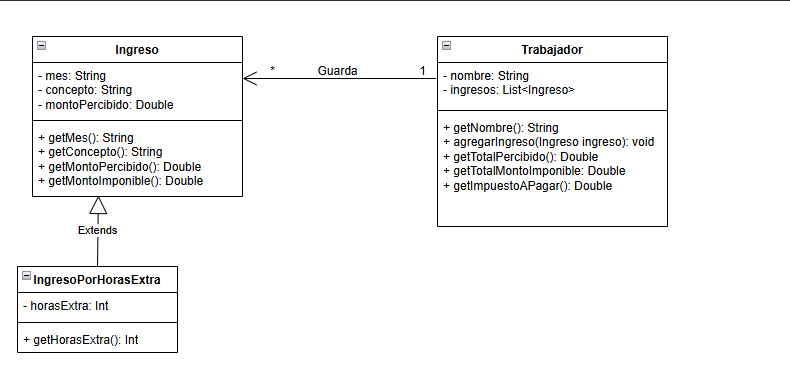 Ingreso
- mes: String
- concepto: String
- montoPercibido: Double
+ getMes(): String
+ getConcepto(): String
+ getMontoPercibido(): Double
+ getMontoImponible(): Double
*
Guarda
1
Trabajador
- nombre: String
- ingresos: List<Ingreso>
+ getNombre(): String
+ agregarIngreso(Ingreso ingreso): void
+ getTotalPercibido(): Double
+ getTotalMontoImponible: Double
+ getImpuestoAPagar(): Double
Extends
IngresoPorHorasExtra
- horasExtra: Int
+ getHorasExtra(): Int